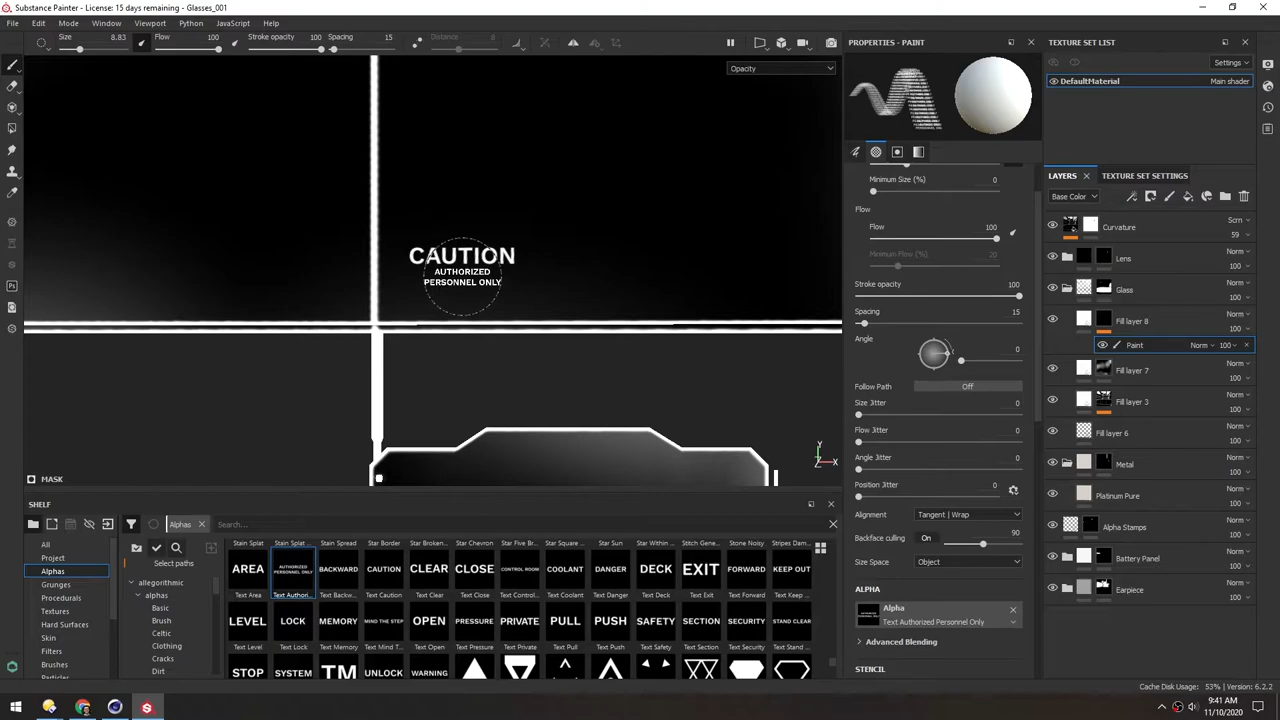 Substance Painter - License: 15 days remaining - Glasses_001
File Edit Mode Window Viewport Python JavaScript Help
Size 8.83 Flow 100 Stroke opacity 100 Spacing 15 Distance 8
Opacity
CAUTION
AUTHORIZED
PERSONNEL ONLY
Y
Z X
MASK
PROPERTIES - PAINT
Minimum Size (%) 0
Flow
Flow 100
Minimum Flow (%) 20
Stroke opacity 100
Spacing 15
Angle 0
Follow Path Off
Size Jitter 0
Flow Jitter 0
Angle Jitter 0
Position Jitter 0
Alignment Tangent | Wrap
Backface culling On 90
Size Space Object
ALPHA
Alpha
Text Authorized Personnel Only
Advanced Blending
STENCIL
TEXTURE SET LIST
Settings
DefaultMaterial Main shader
LAYERS TEXTURE SET SETTINGS
Base Color
Curvature Scrn 59
Lens Norm 100
Glass Norm 100
Fill layer 8 Norm 100
Paint Norm 100
Fill layer 7 Norm 100
Fill layer 3 Norm 100
Fill layer 6 Norm 100
Metal Norm 100
Platinum Pure Norm 100
Alpha Stamps Norm 100
Battery Panel Norm 100
Earpiece Norm 100
SHELF
Alphas Search...
All
Project
Alphas
Grunges
Procedurals
Textures
Hard Surfaces
Skin
Filters
Brushes
Particles
Select paths
allegorithmic
alphas
Basic
Brush
Celtic
Clothing
Cracks
Dirt
Stain Splat Stain Splat ... Stain Spread Star Border Star Broken... Star Chevron Star Five Bra... Star Square ... Star Sun Star Within ... Stitch Gene... Stone Noisy Stripes Dam...
AREA AUTHORIZED PERSONNEL ONLY BACKWARD CAUTION CLEAR CLOSE CONTROL ROOM COOLANT DANGER DECK EXIT FORWARD KEEP OUT
Text Area Text Authori... Text Backw... Text Caution Text Clear Text Close Text Control... Text Coolant Text Danger Text Deck Text Exit Text Forward Text Keep ...
LEVEL LOCK MEMORY MIND THE STEP OPEN PRESSURE PRIVATE PULL PUSH SAFETY SECTION SECURITY STAND CLEAR
Text Level Text Lock Text Memory Text Mind T... Text Open Text Pressure Text Private Text Pull Text Push Text Safety Text Section Text Security Text Stand ...
STOP SYSTEM TM UNLOCK WARNING
Cache Disk Usage: 53% | Version: 6.2.2
9:41 AM
11/10/2020